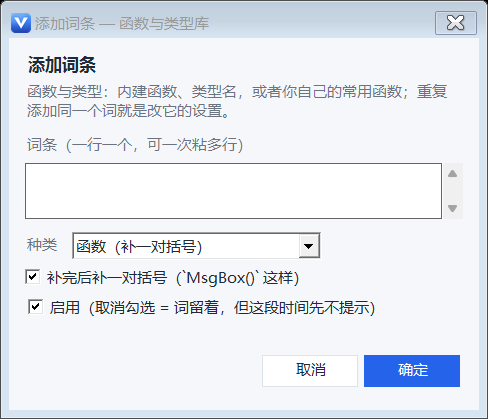 添加词条 — 函数与类型库
添加词条
函数与类型：内建函数、类型名，或者你自己的常用函数；重复
添加同一个词就是改它的设置。
词条（一行一个，可一次粘多行）
种类
函数（补一对括号）
补完后补一对括号（`MsgBox()` 这样）
启用（取消勾选 = 词留着，但这段时间先不提示）
取消
确定